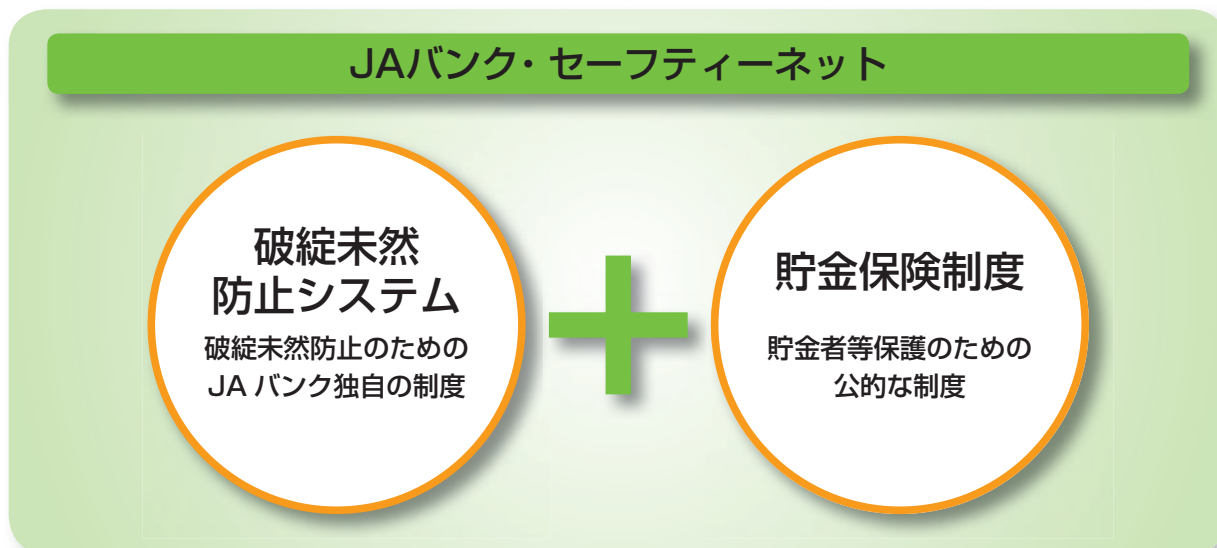 JAバンク・セーフティーネット
破綻未然
防止システム
破綻未然防止のための
JA バンク独自の制度
貯金保険制度
貯金者等保護のための
公的な制度